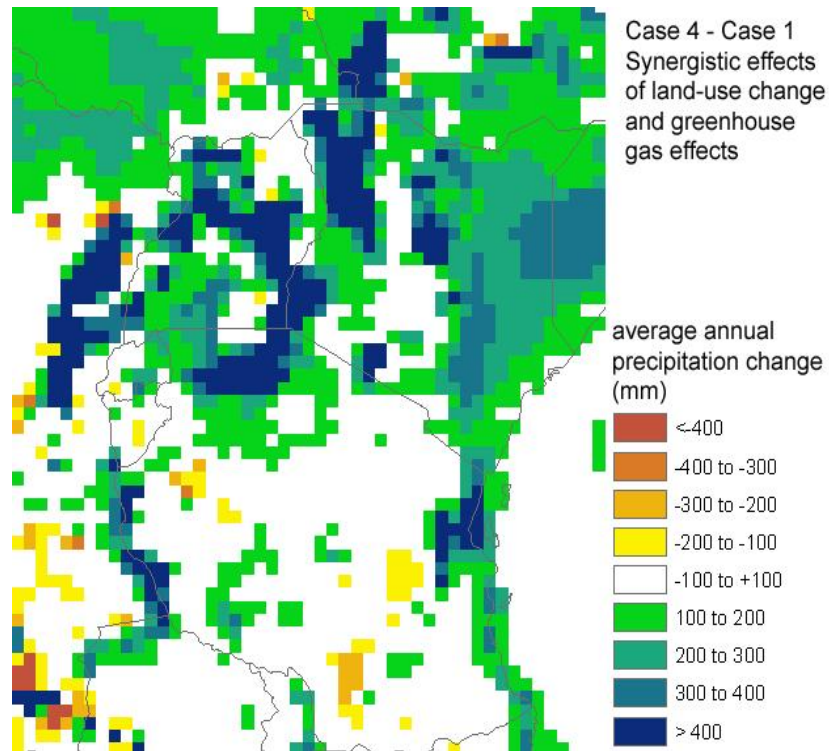 Case 4 - Case 1
Synergistic effects
of land-use change
and greenhouse
gas effects
average annual
precipitation change
(mm)
<-400
-400 to -300
-300 to -200
-200 to -100
-100 to +100
100 to 200
200 to 300
300 to 400
> 400